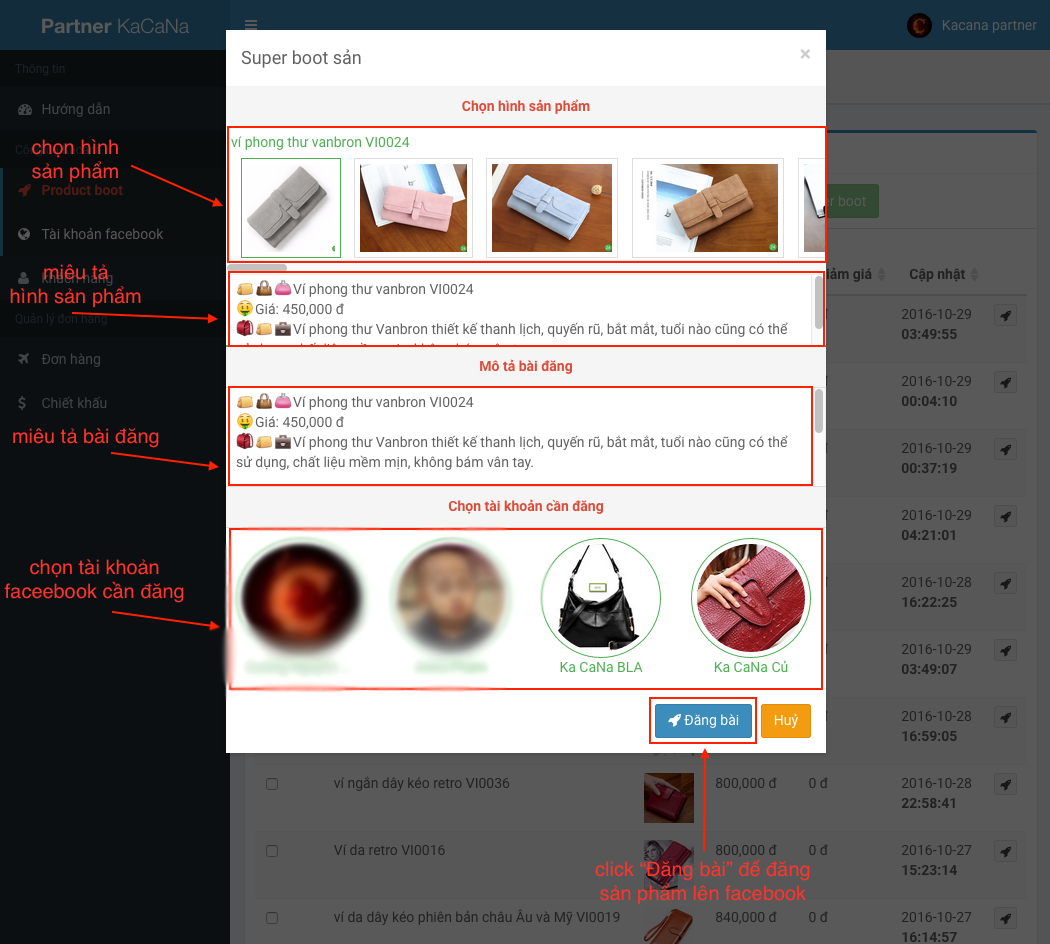 Partner KaCaNa
Kacana partner
Thông tin
Hướng dẫn
Product boot
Tài khoản facebook
Khách hàng
Quản lý đơn hàng
Đơn hàng
Chiết khấu
chọn hình
sản phẩm
miêu tả
hình sản phẩm
miêu tả bài đăng
chọn tài khoản
faceebook cần đăng
Super boot sản
×
Chọn hình sản phẩm
ví phong thư vanbron VI0024
Ví phong thư vanbron VI0024
🤑Giá: 450,000 đ
Ví phong thư Vanbron thiết kế thanh lịch, quyến rũ, bắt mắt, tuổi nào cũng có thể
Mô tả bài đăng
Ví phong thư vanbron VI0024
🤑Giá: 450,000 đ
Ví phong thư Vanbron thiết kế thanh lịch, quyến rũ, bắt mắt, tuổi nào cũng có thể
sử dụng, chất liệu mềm mịn, không bám vân tay.
Chọn tài khoản cần đăng
Ka CaNa BLA
Ka CaNa Củ
Đăng bài
Huỷ
boot
iảm giá
Cập nhật
2016-10-29
03:49:55
2016-10-29
00:04:10
2016-10-29
00:37:19
2016-10-29
04:21:01
2016-10-28
16:22:25
2016-10-29
03:49:07
2016-10-28
16:59:05
ví ngắn dây kéo retro VI0036
800,000 đ
0 đ
2016-10-28
22:58:41
Ví da retro VI0016
800,000 đ
0 đ
2016-10-27
15:23:14
click “Đăng bài” để đăng
sản phẩm lên facebook
ví da dây kéo phiên bản châu Âu và Mỹ VI0019
840,000 đ
0 đ
2016-10-27
16:14:57